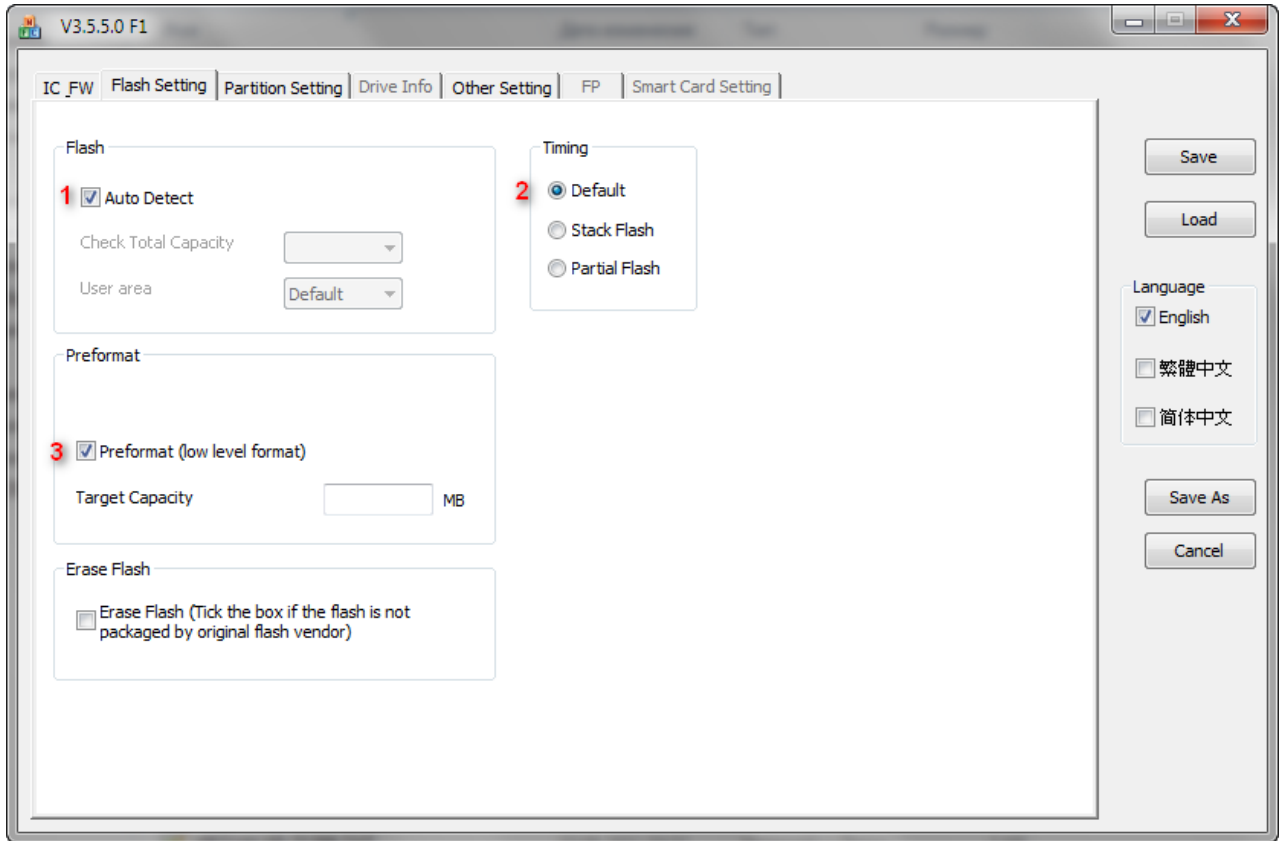 V3.5.5.0 F1
IC_FW Flash Setting Partition Setting Drive Info Other Setting FP Smart Card Setting
Flash
1 Auto Detect
Check Total Capacity
User area Default
Timing
2 Default
Stack Flash
Partial Flash
Preformat
3 Preformat (low level format)
Target Capacity MB
Erase Flash
Erase Flash (Tick the box if the flash is not
packaged by original flash vendor)
Save
Load
Language
English
繁體中文
简体中文
Save As
Cancel